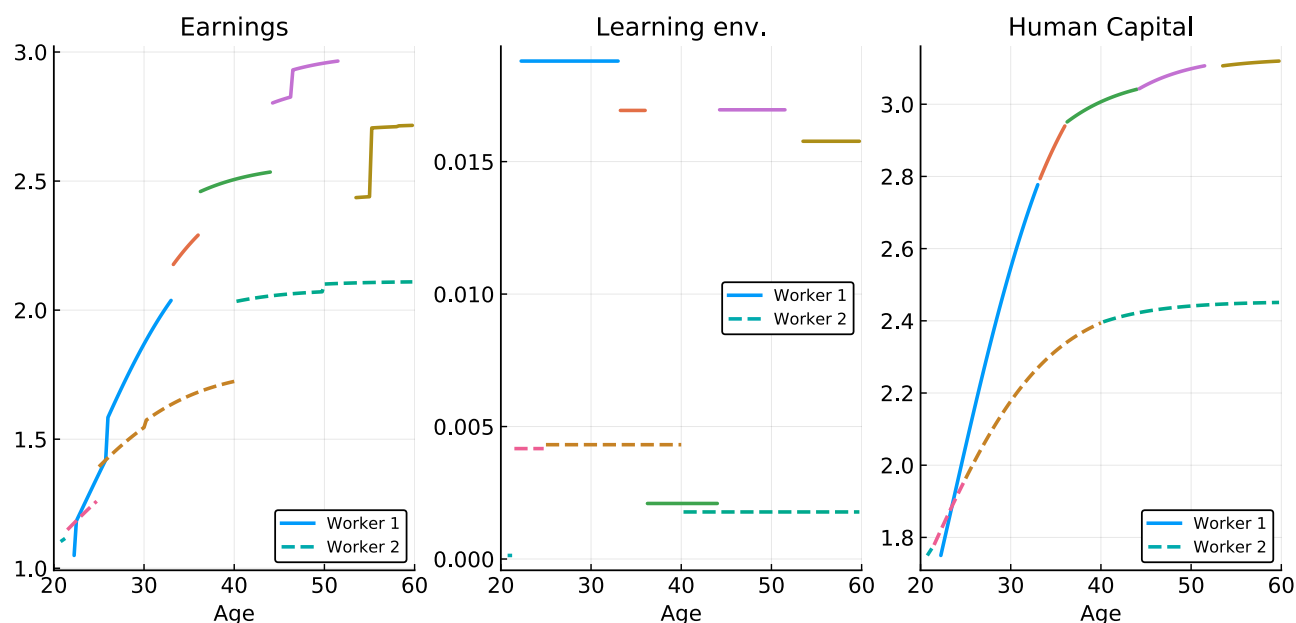 Earnings
3.0
2.5
2.0
1.5
1.0
20 30 40 50 60
Age
Worker 1
Worker 2
Learning env.
0.015
0.010
0.005
0.000
20 30 40 50 60
Age
Worker 1
Worker 2
Human Capital
3.0
2.8
2.6
2.4
2.2
2.0
1.8
20 30 40 50 60
Age
Worker 1
Worker 2